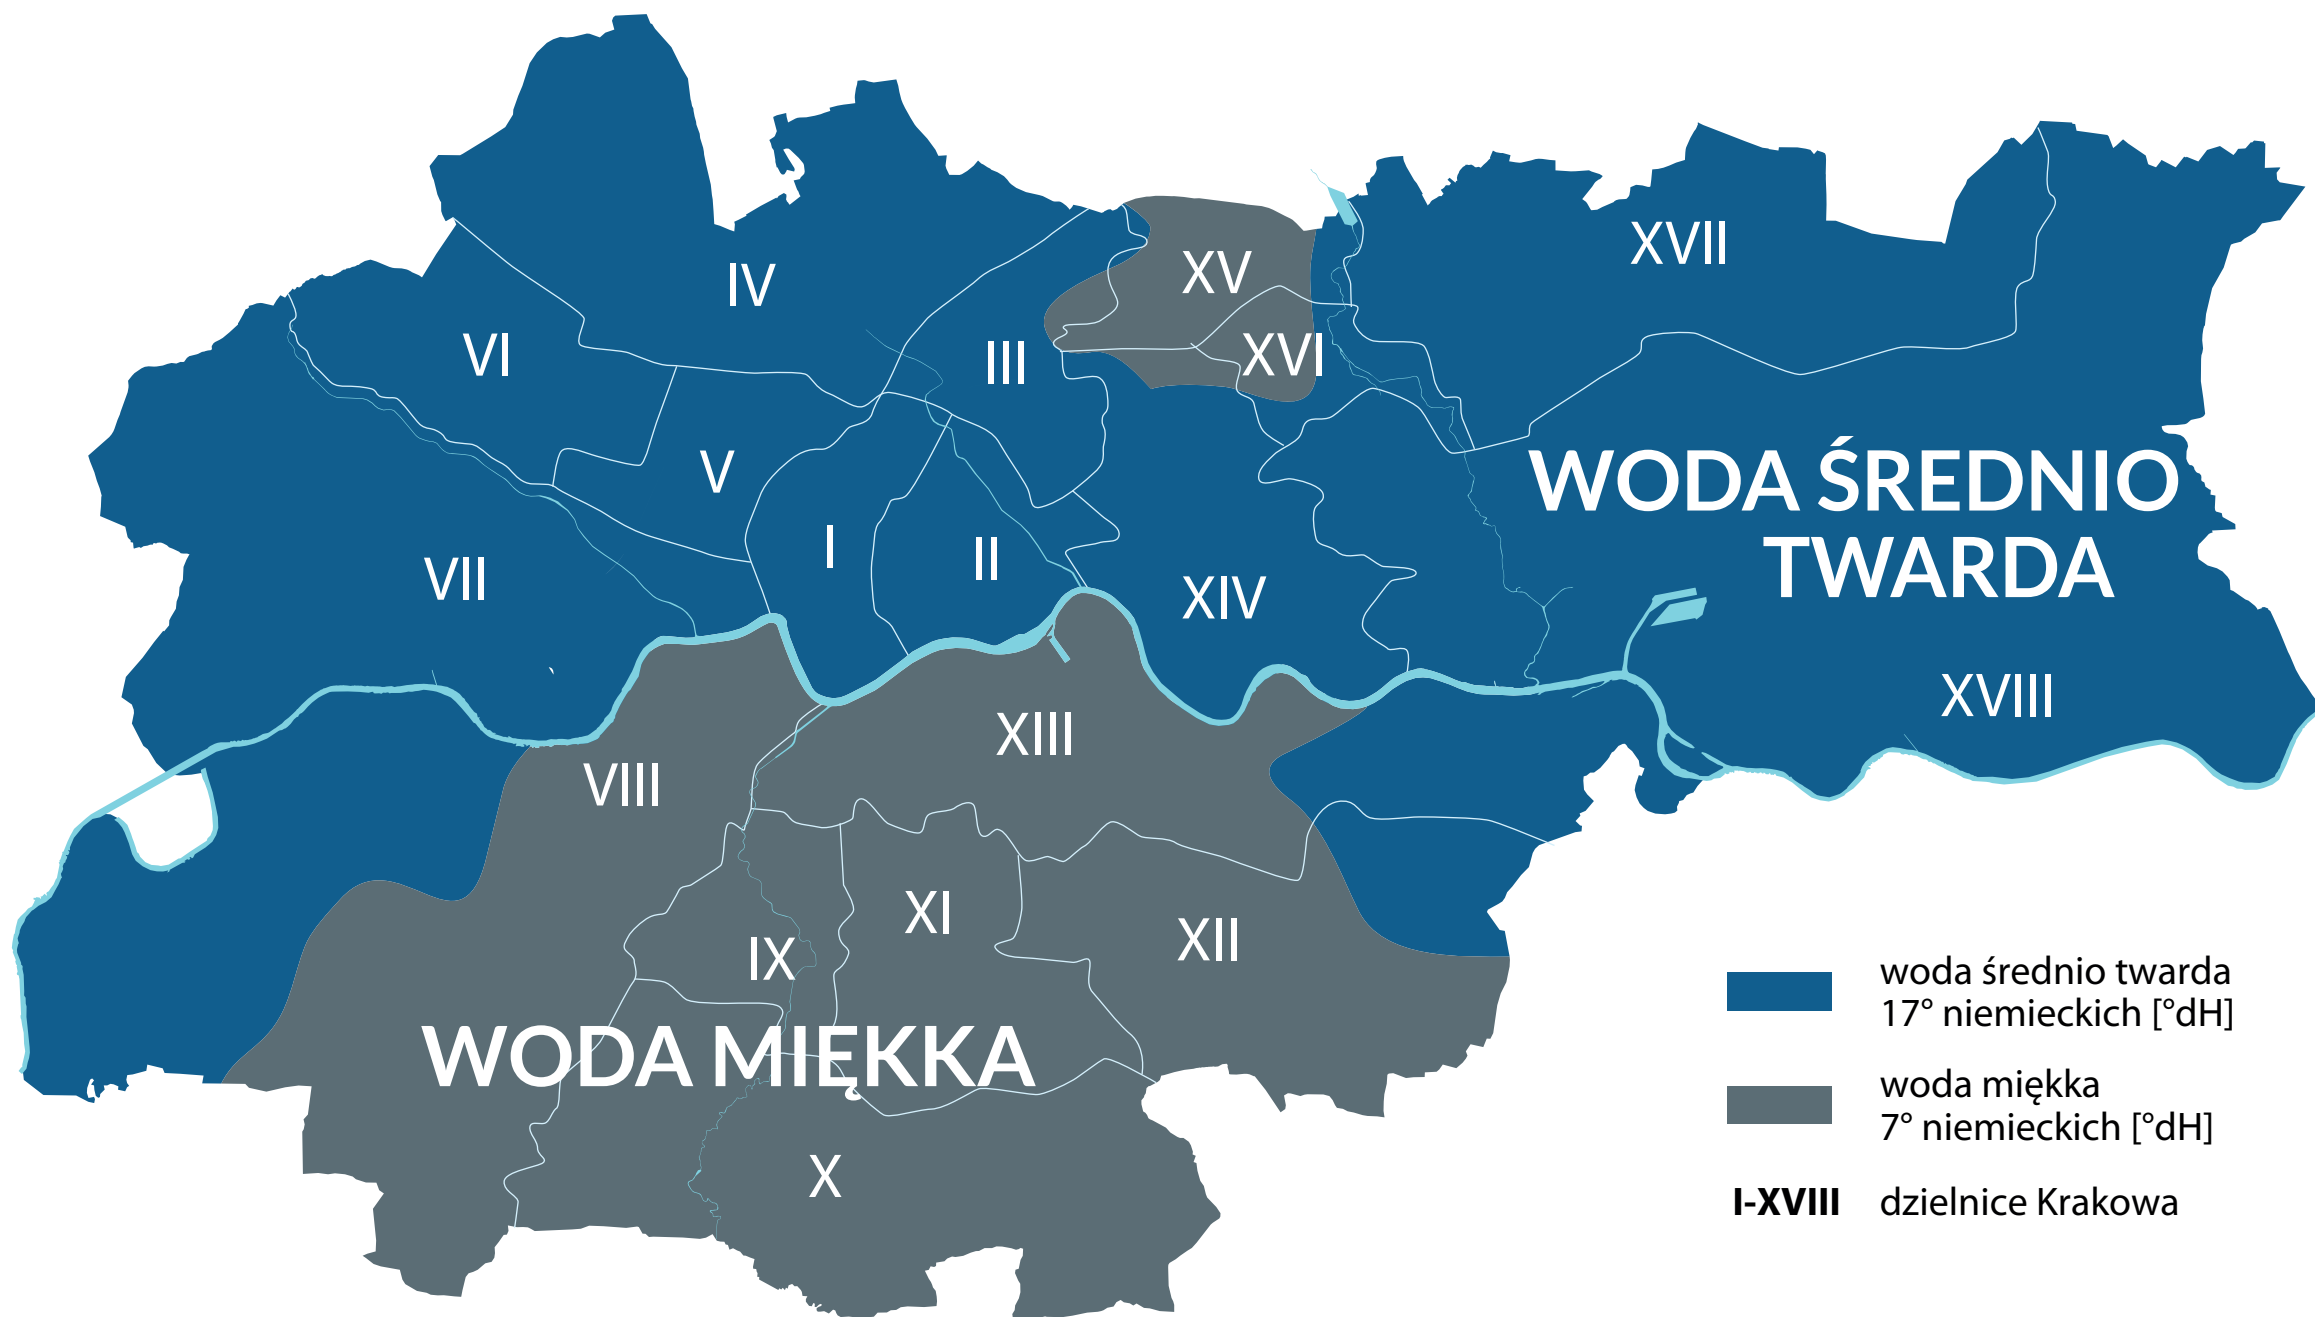 IV
XV
XVII
VI
III
XVI
V
WODA ŚREDNIO
TWARDA
I
II
VII
XIV
XVIII
XIII
VIII
XI
XII
IX
WODA MIĘKKA
X
woda średnio twarda
17° niemieckich [°dH]
woda miękka
7° niemieckich [°dH]
I-XVIII dzielnice Krakowa